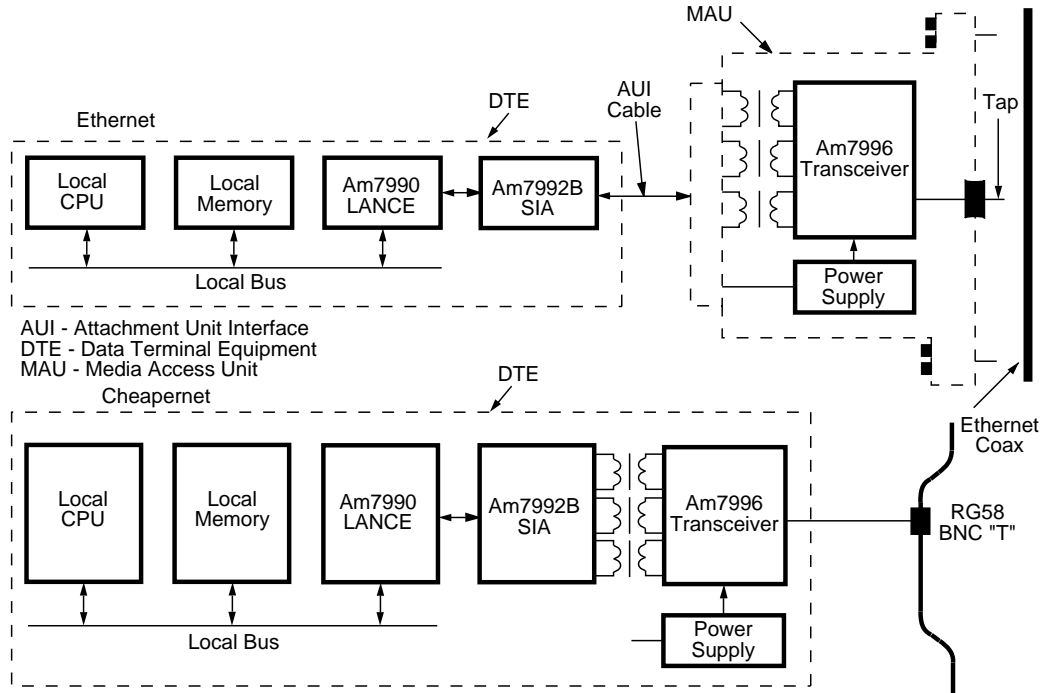 MAU
AUI
Cable
DTE
Tap
Ethernet
Local
CPU
Local
Memory
Am7990
LANCE
Am7992B
SIA
Am7996
Transceiver
Power
Supply
Local Bus
AUI - Attachment Unit Interface
DTE - Data Terminal Equipment
MAU - Media Access Unit
Ethernet
Coax
Cheapernet
DTE
Local
CPU
Local
Memory
Am7990
LANCE
Am7992B
SIA
Am7996
Transceiver
RG58
BNC "T"
Local Bus
Power
Supply